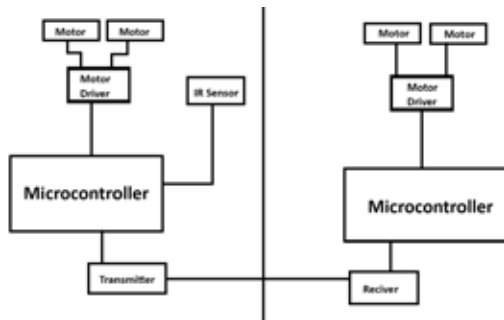 Motor
Motor
Motor
Driver
IR Sensor
Microcontroller
Transmitter
Motor
Motor
Motor
Driver
Microcontroller
Reciver